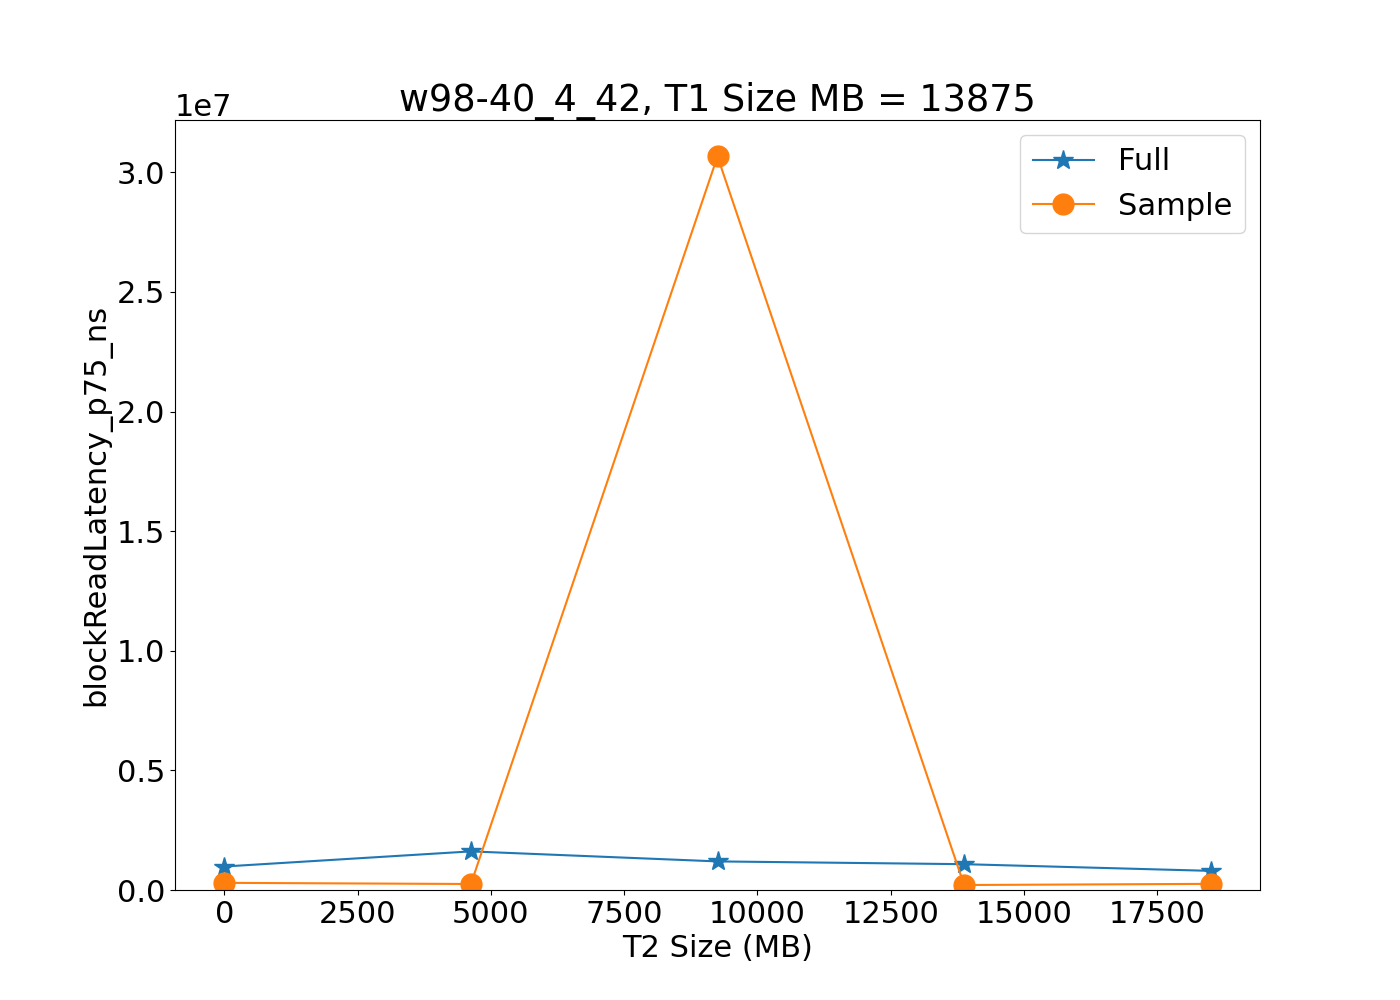 w98-40_4_42, T1 Size MB = 13875
1e7
Full
Sample
3.0
2.5
2.0
1.5
1.0
0.5
0.0
blockReadLatency_p75_ns
0 2500 5000 7500 10000 12500 15000 17500
T2 Size (MB)